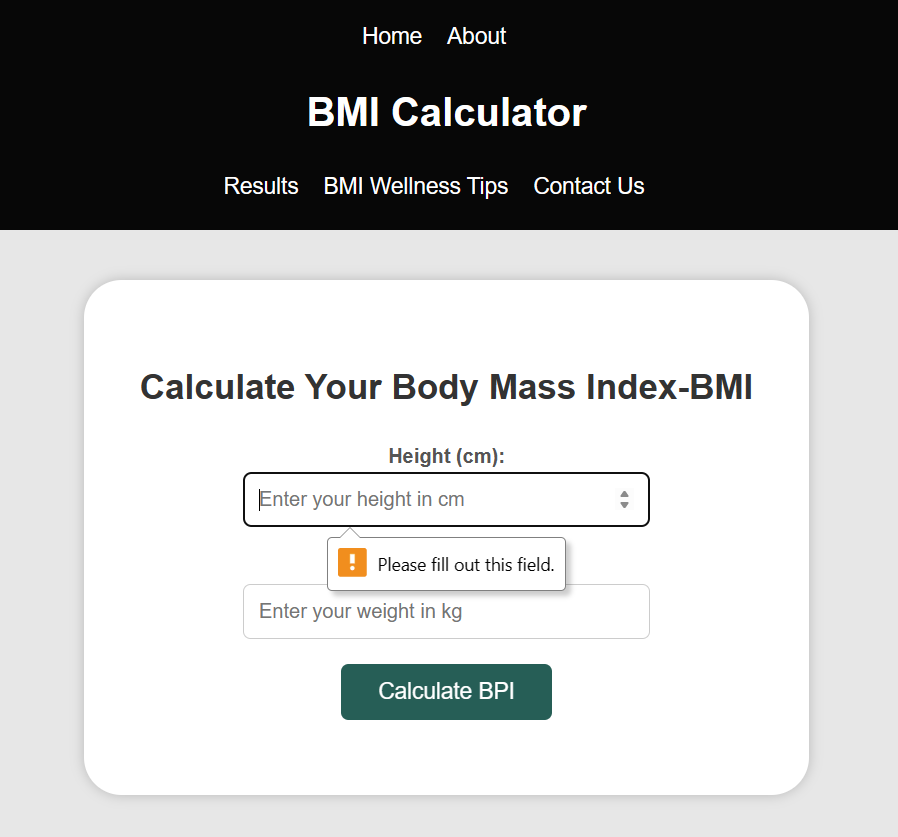 Home About
BMI Calculator
Results BMI Wellness Tips Contact Us
Calculate Your Body Mass Index-BMI
Height (cm):
Enter your height in cm
Please fill out this field.
Enter your weight in kg
Calculate BPI